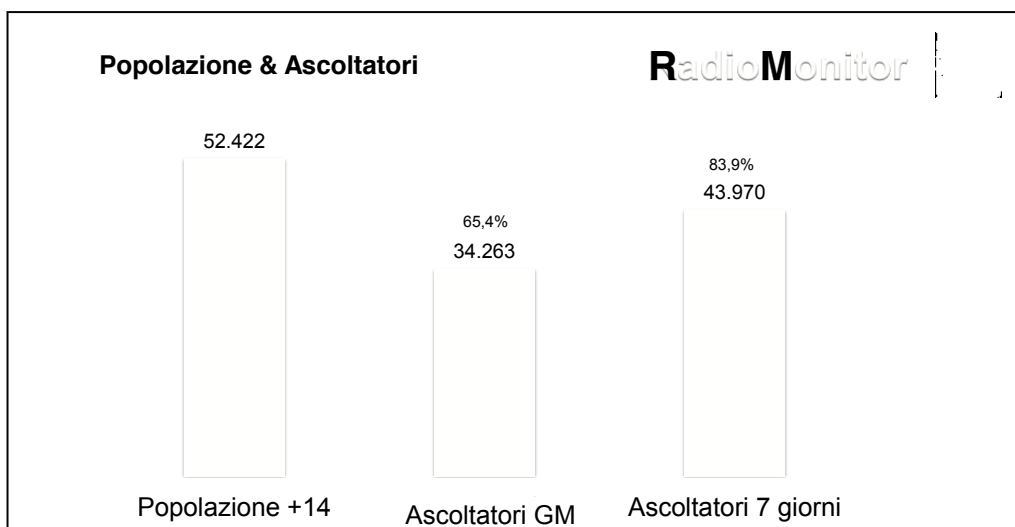 Popolazione & Ascoltatori
RadioMonitor
52.422
83,9%
43.970
65,4%
34.263
Popolazione +14
Ascoltatori GM
Ascoltatori 7 giorni